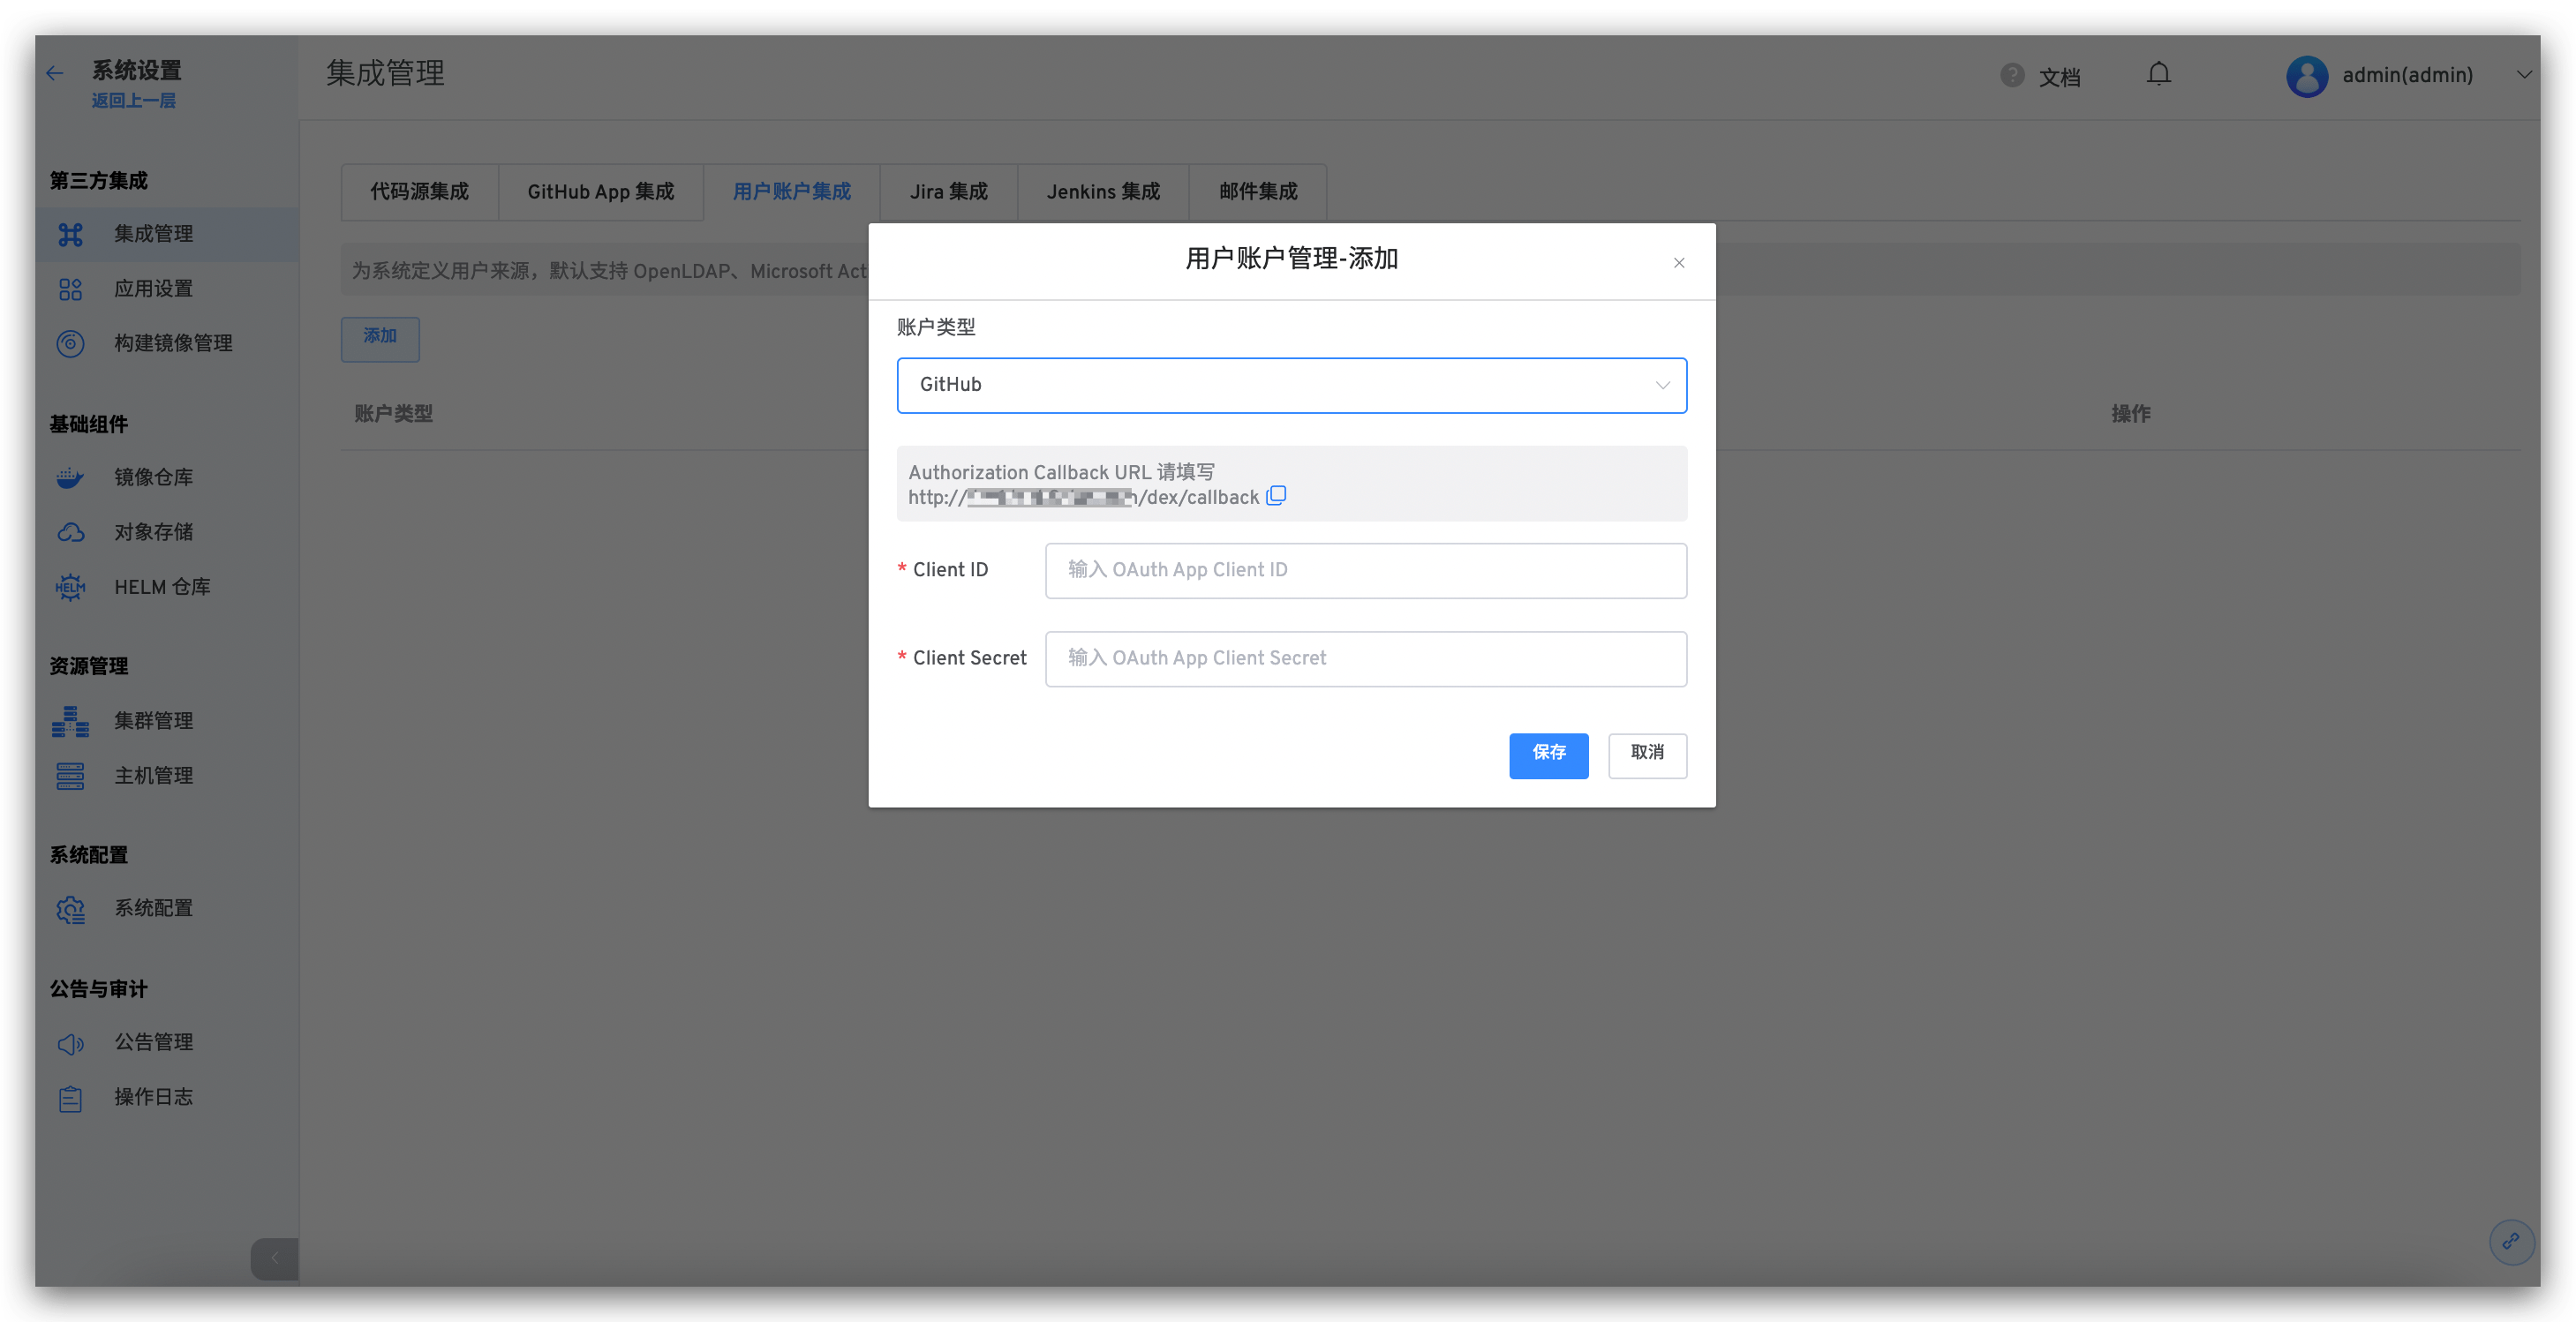 系统设置
返回上一层
第三方集成
集成管理
应用设置
构建镜像管理
基础组件
镜像仓库
对象存储
HELM
HELM 仓库
资源管理
集群管理
主机管理
系统配置
系统配置
公告与审计
公告管理
操作日志
集成管理
文档
admin(admin)
代码源集成
GitHub App 集成
用户账户集成
Jira 集成
Jenkins 集成
邮件集成
为系统定义用户来源，默认支持 OpenLDAP、Microsoft Act
添加
账户类型
操作
用户账户管理-添加
账户类型
GitHub
Authorization Callback URL 请填写
http:// /dex/callback
* Client ID
输入 OAuth App Client ID
* Client Secret
输入 OAuth App Client Secret
保存
取消